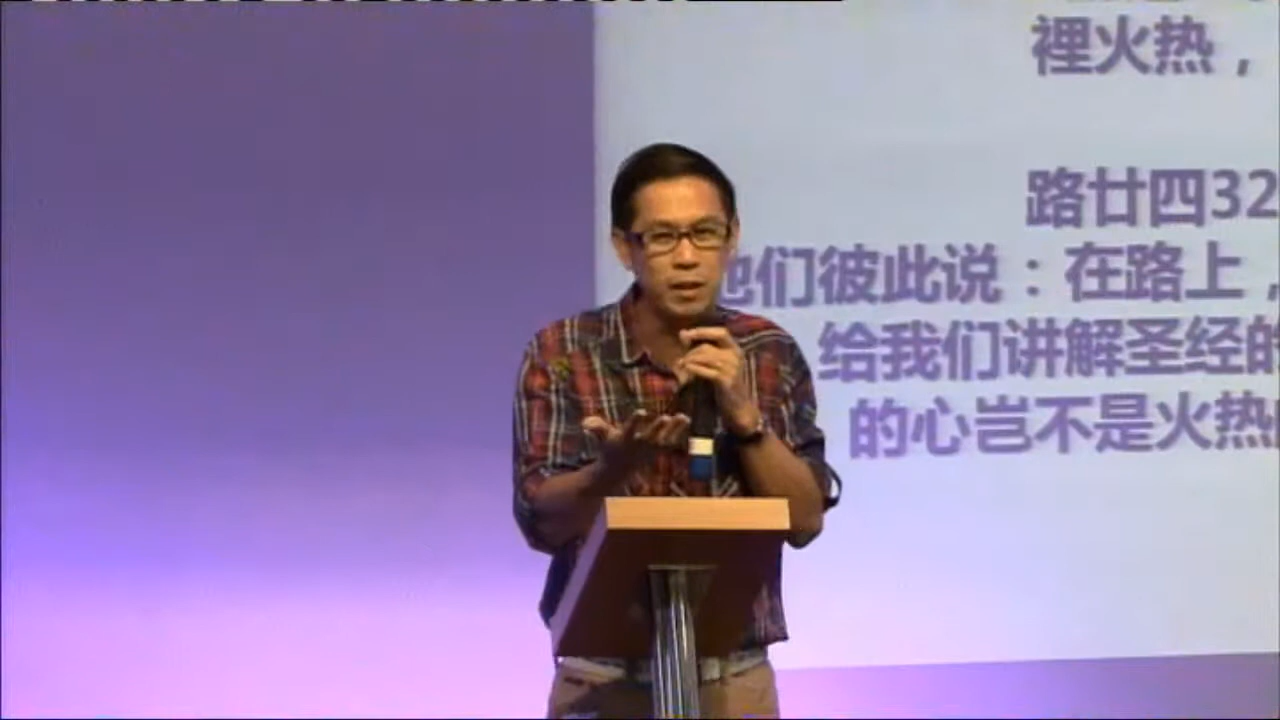 裡火热，
路廿四32
他们彼此说：在路上，
给我们讲解圣经的
的心岂不是火热